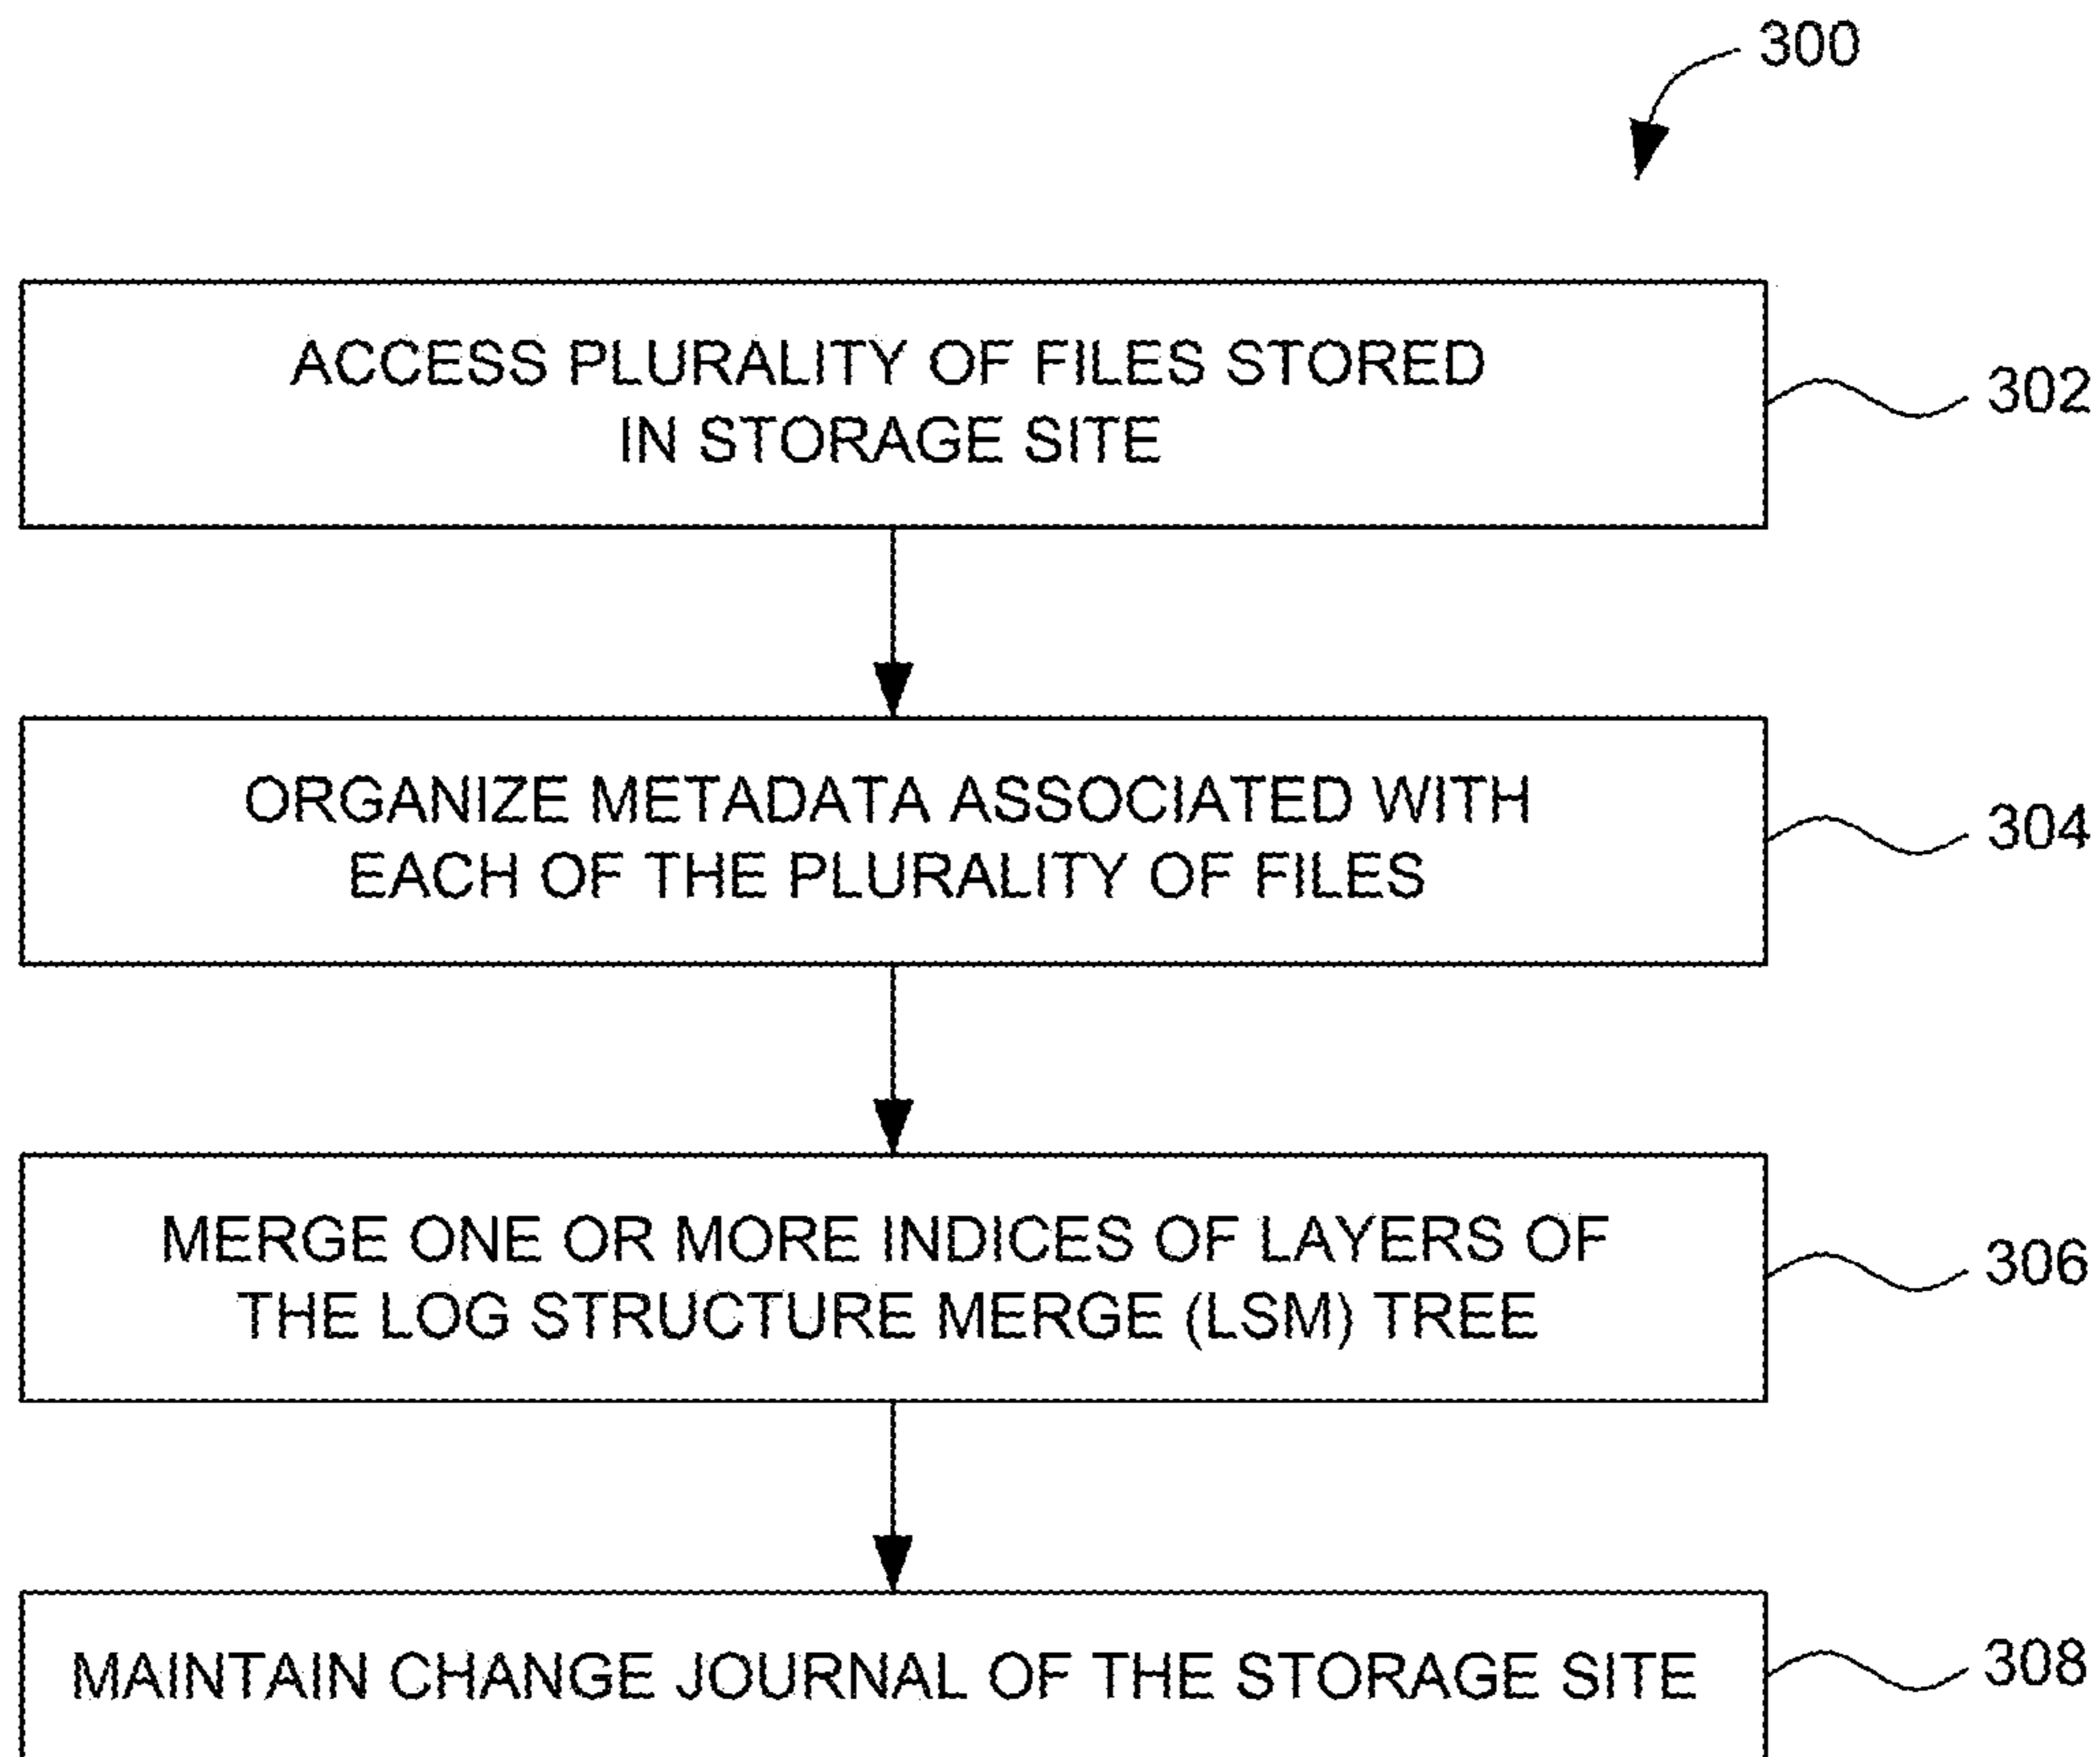 300
ACCESS PLURALITY OF FILES STORED
IN STORAGE SITE
302
ORGANIZE METADATA ASSOCIATED WITH
EACH OF THE PLURALITY OF FILES
304
MERGE ONE OR MORE INDICES OF LAYERS OF
THE LOG STRUCTURE MERGE (LSM) TREE
306
MAINTAIN CHANGE JOURNAL OF THE STORAGE SITE
308